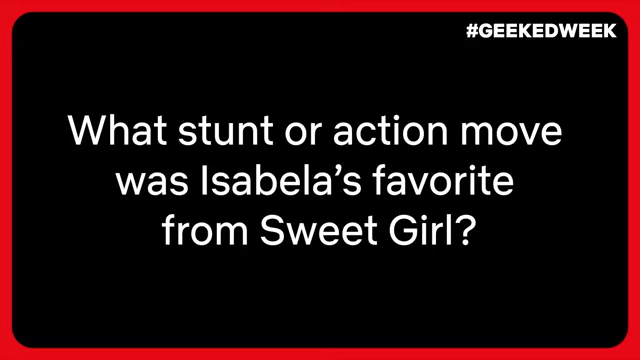 #GEEKEDWEEK
What stunt or action move
was Isabela’s favorite
from Sweet Girl?